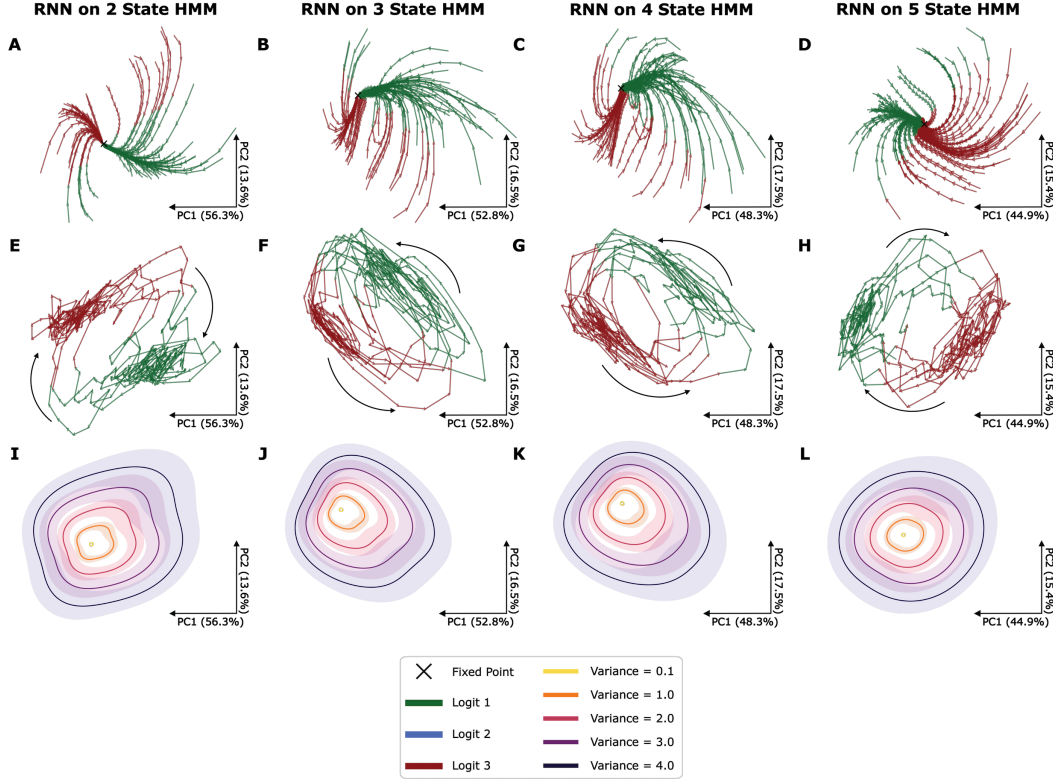 RNN on 2 State HMM
RNN on 3 State HMM
RNN on 4 State HMM
RNN on 5 State HMM
A
B
C
D
PC2 (13.6%)
PC1 (56.3%)
PC2 (16.5%)
PC1 (52.8%)
PC2 (17.5%)
PC1 (48.3%)
PC2 (15.4%)
PC1 (44.9%)
E
F
G
H
PC2 (13.6%)
PC1 (56.3%)
PC2 (16.5%)
PC1 (52.8%)
PC2 (17.5%)
PC1 (48.3%)
PC2 (15.4%)
PC1 (44.9%)
I
J
K
L
PC2 (13.6%)
PC1 (56.3%)
PC2 (16.5%)
PC1 (52.8%)
PC2 (17.5%)
PC1 (48.3%)
PC2 (15.4%)
PC1 (44.9%)
Fixed Point
Logit 1
Logit 2
Logit 3
Variance = 0.1
Variance = 1.0
Variance = 2.0
Variance = 3.0
Variance = 4.0